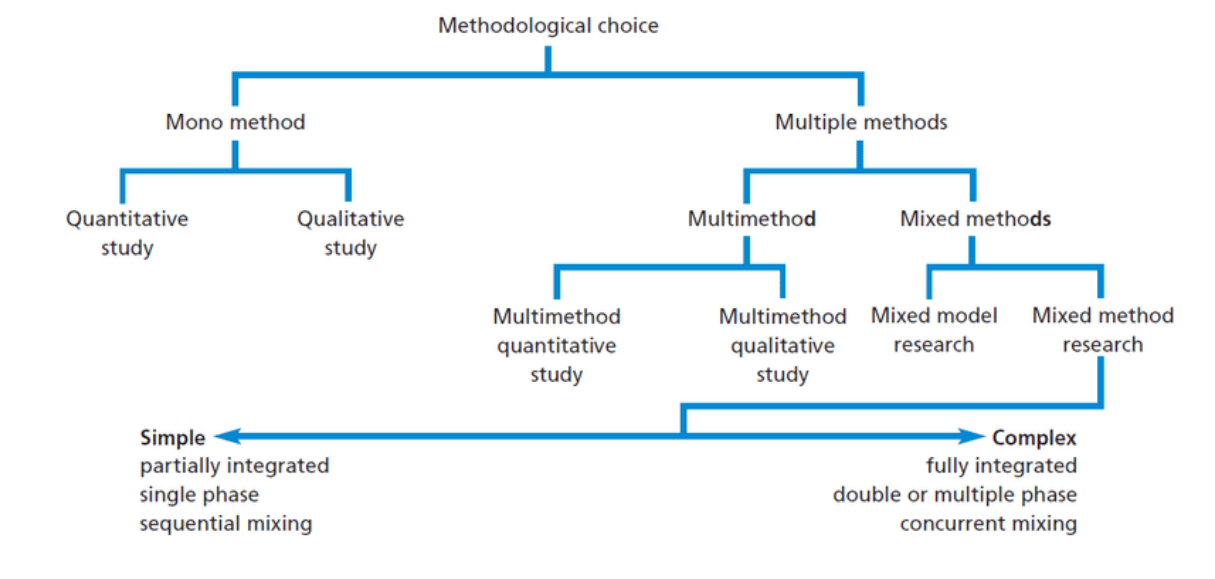 Methodological choice
Mono method
Multiple methods
Quantitative
study
Qualitative
study
Multimethod
Mixed methods
Multimethod
quantitative
study
Multimethod
qualitative
study
Mixed model
research
Mixed method
research
Simple
partially integrated
single phase
sequential mixing
Complex
fully integrated
double or multiple phase
concurrent mixing